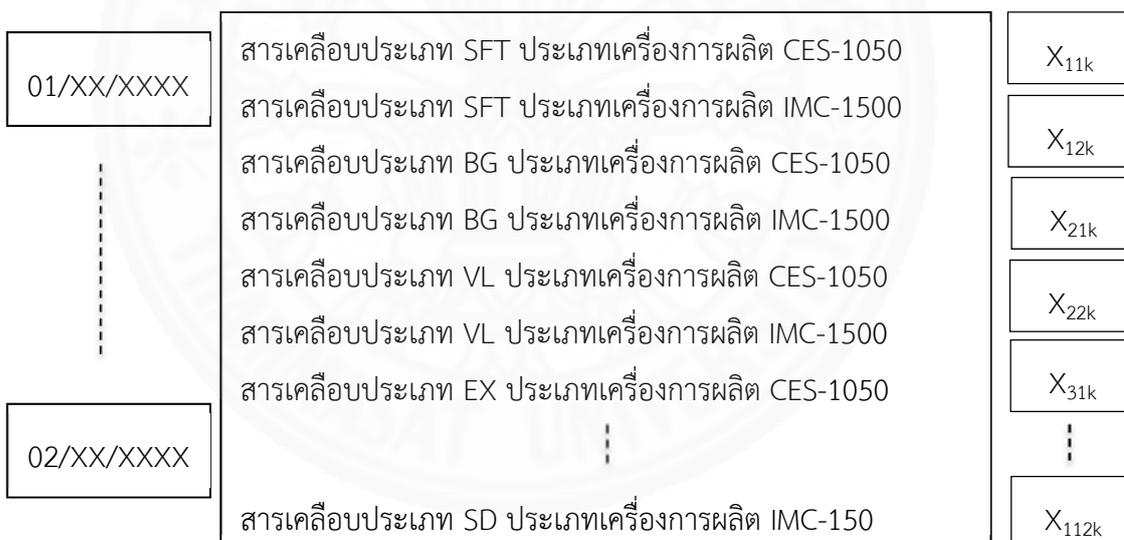 01/XX/XXXX
02/XX/XXXX
สารเคลือบประเภท SFT ประเภทเครื่องการผลิต CES-1050
สารเคลือบประเภท SFT ประเภทเครื่องการผลิต IMC-1500
สารเคลือบประเภท BG ประเภทเครื่องการผลิต CES-1050
สารเคลือบประเภท BG ประเภทเครื่องการผลิต IMC-1500
สารเคลือบประเภท VL ประเภทเครื่องการผลิต CES-1050
สารเคลือบประเภท VL ประเภทเครื่องการผลิต IMC-1500
สารเคลือบประเภท EX ประเภทเครื่องการผลิต CES-1050
สารเคลือบประเภท SD ประเภทเครื่องการผลิต IMC-150
X₁₁ₖ
X₁₂ₖ
X₂₁ₖ
X₂₂ₖ
X₃₁ₖ
X₁₁₂ₖ